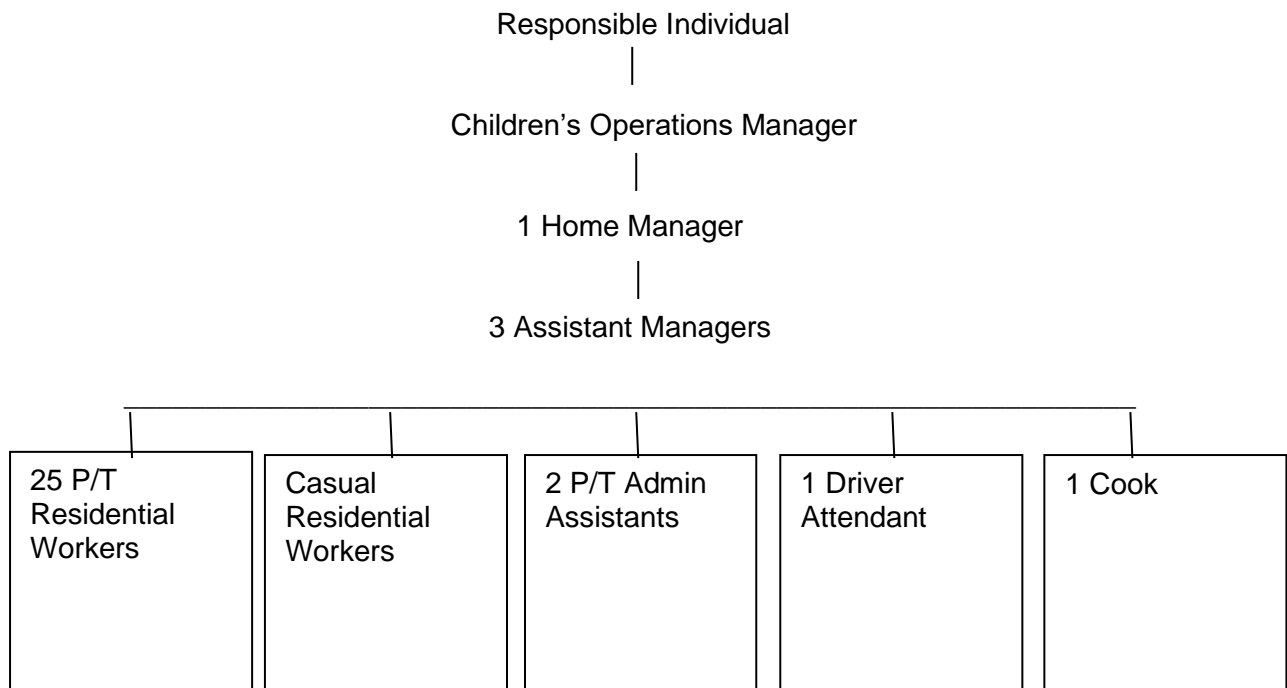 Responsible Individual
Children’s Operations Manager
1 Home Manager
3 Assistant Managers
25 P/T
Residential
Workers
Casual
Residential
Workers
2 P/T Admin
Assistants
1 Driver
Attendant
1 Cook